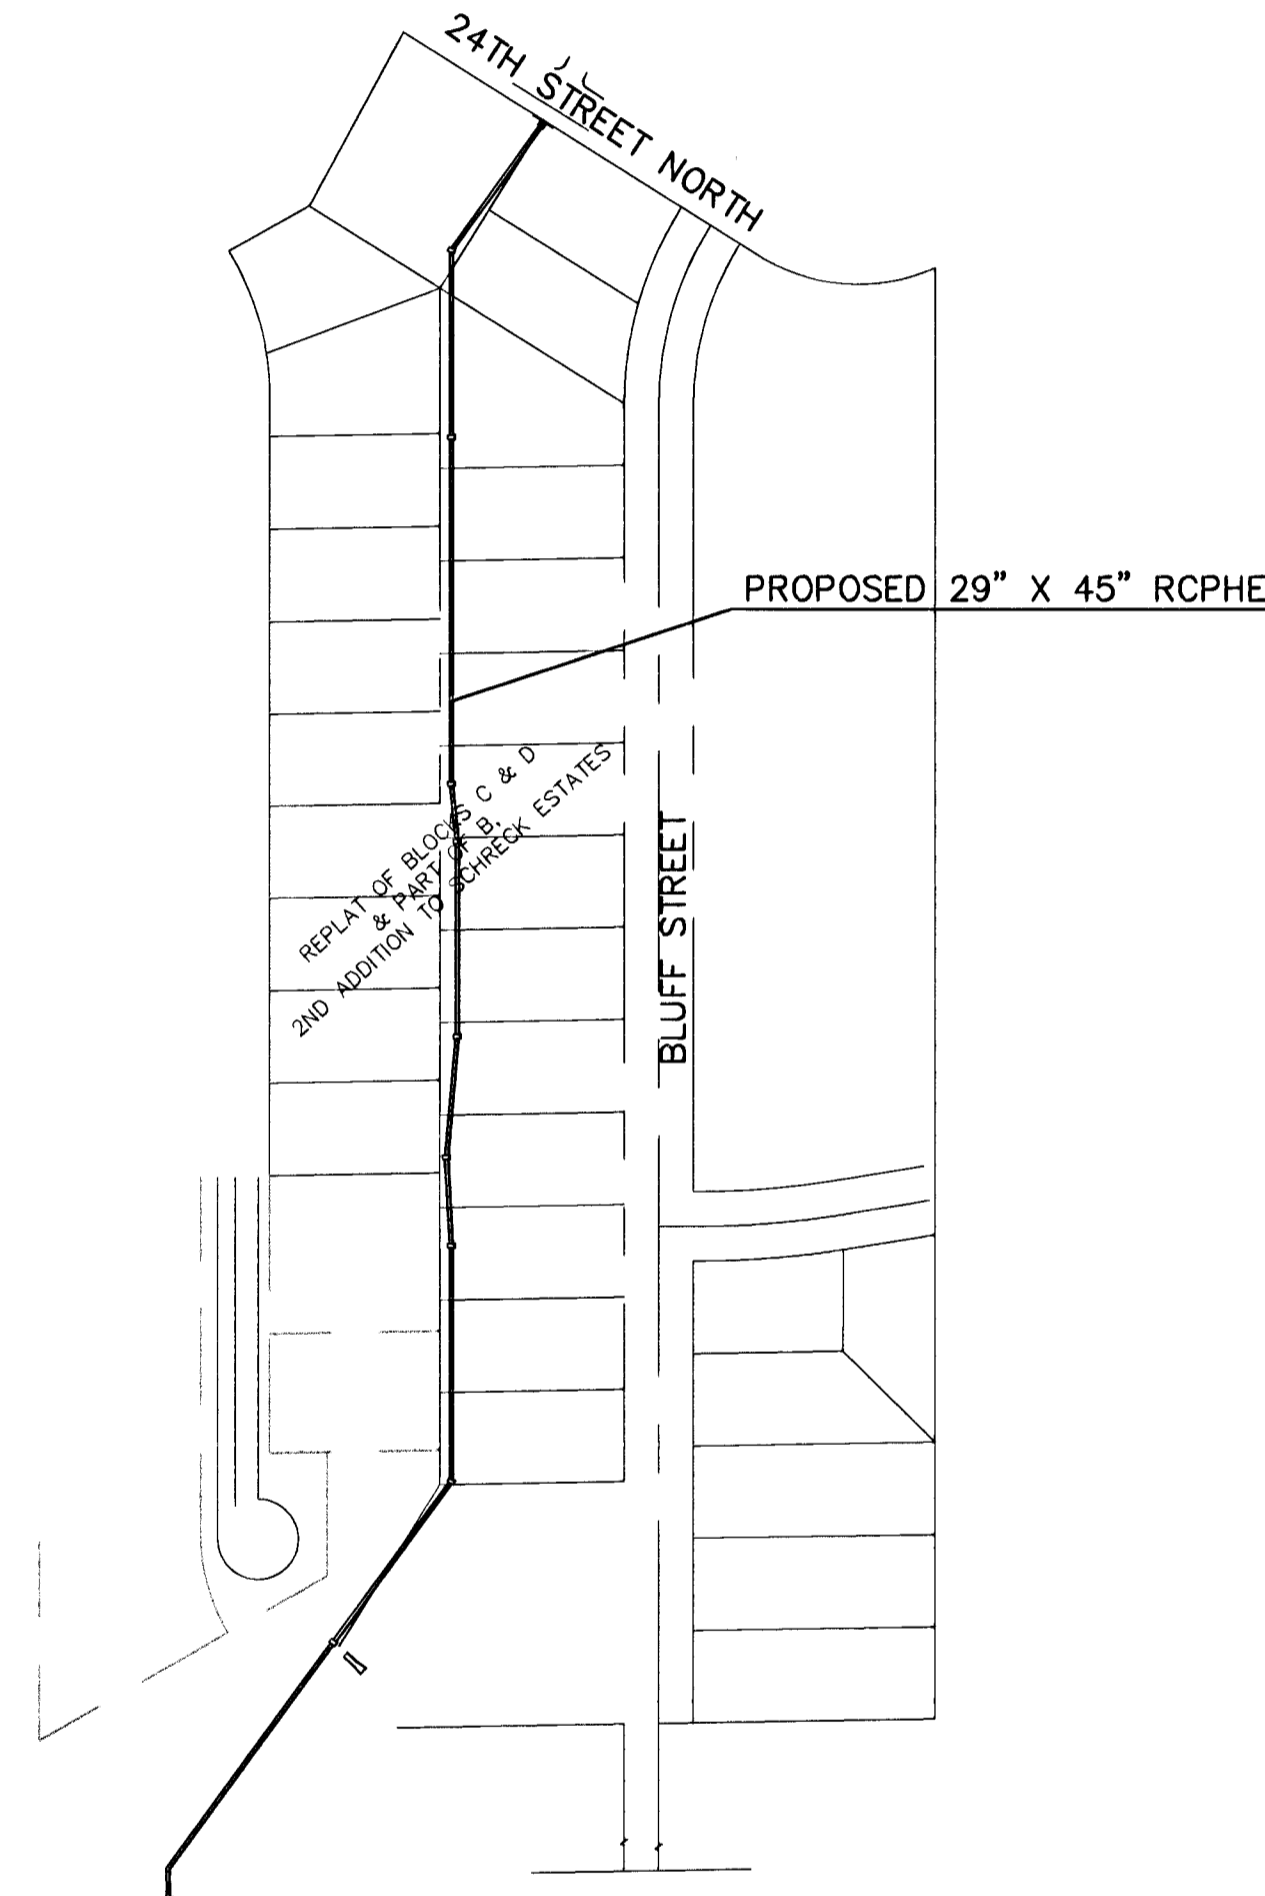 24TH STREET NORTH
PROPOSED 29" X 45" RCPHE
REPLAT OF BLOCKS C & D
& PART OF B,
2ND ADDITION TO SCHRECK ESTATES
BLUFF STREET